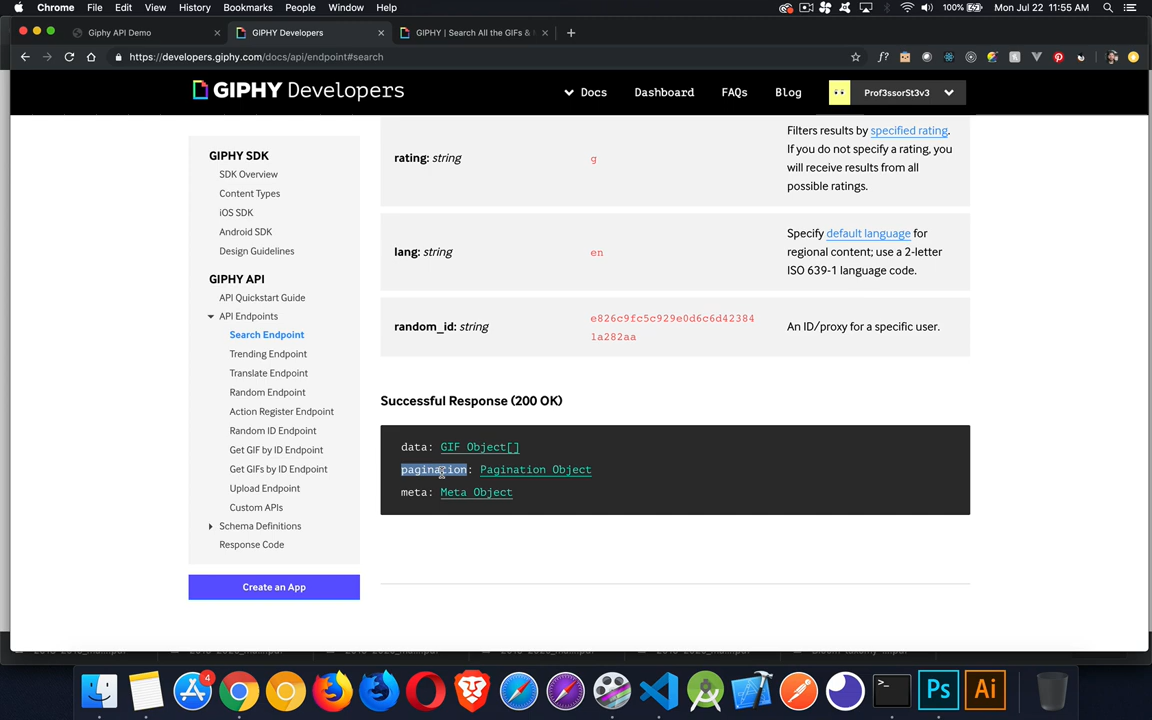 Chrome File Edit View History Bookmarks People Window Help 100% Mon Jul 22 11:55 AM
Giphy API Demo × GIPHY Developers × GIPHY | Search All the GIFs & × +
https://developers.giphy.com/docs/api/endpoint#search
GIPHY Developers Docs Dashboard FAQs Blog Prof3ssorSt3v3
GIPHY SDK
SDK Overview
Content Types
iOS SDK
Android SDK
Design Guidelines
GIPHY API
API Quickstart Guide
API Endpoints
Search Endpoint
Trending Endpoint
Translate Endpoint
Random Endpoint
Action Register Endpoint
Random ID Endpoint
Get GIF by ID Endpoint
Get GIFs by ID Endpoint
Upload Endpoint
Custom APIs
Schema Definitions
Response Code
Create an App
rating: string
g
Filters results by specified rating.
If you do not specify a rating, you
will receive results from all
possible ratings.
lang: string
en
Specify default language for
regional content; use a 2-letter
ISO 639-1 language code.
random_id: string
e826c9fc5c929e0d6c6d42384
1a282aa
An ID/proxy for a specific user.
Successful Response (200 OK)
data: GIF Object[]
pagination: Pagination Object
meta: Meta Object
4
>_
Ps
Ai